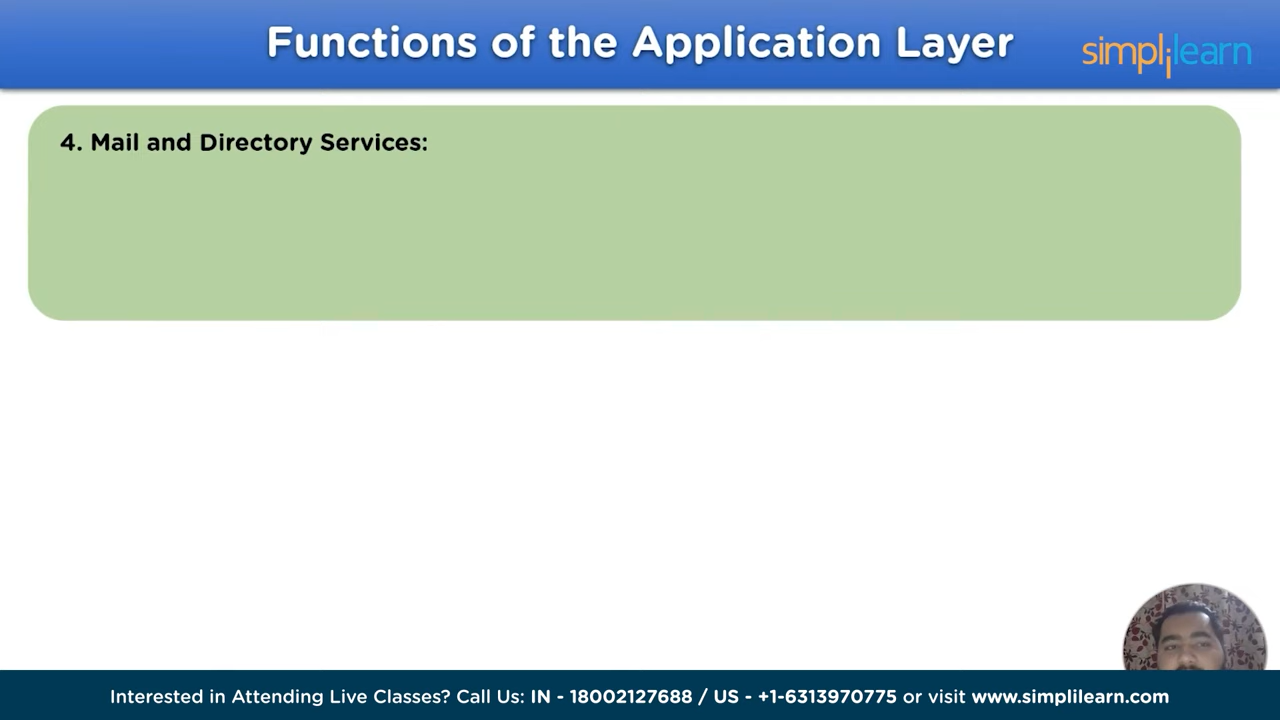 Functions of the Application Layer
simplilearn
4. Mail and Directory Services:
Interested in Attending Live Classes? Call Us: IN - 18002127688 / US - +1-6313970775 or visit www.simplilearn.com